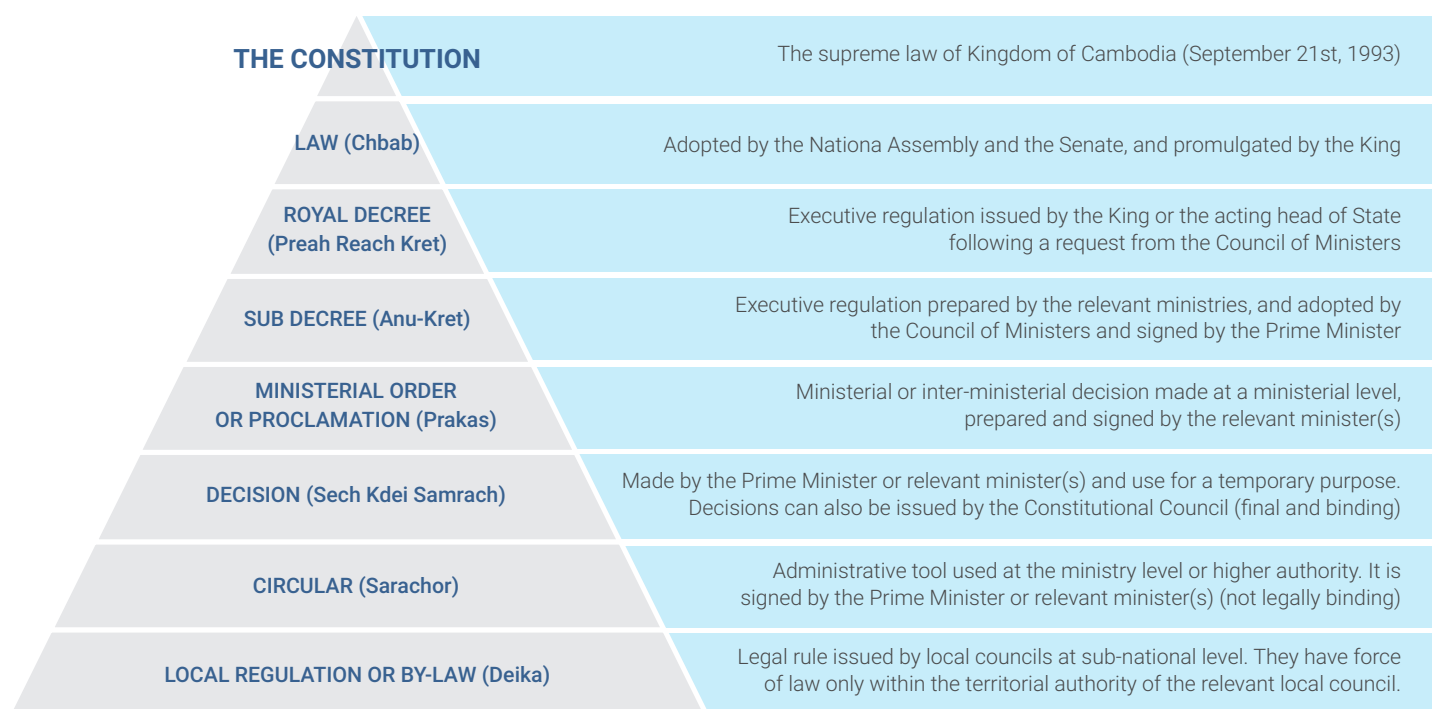 THE CONSTITUTION
The supreme law of Kingdom of Cambodia (September 21st, 1993)
LAW (Chbab)
Adopted by the Nationa Assembly and the Senate, and promulgated by the King
ROYAL DECREE
(Preah Reach Kret)
Executive regulation issued by the King or the acting head of State
following a request from the Council of Ministers
SUB DECREE (Anu-Kret)
Executive regulation prepared by the relevant ministries, and adopted by
the Council of Ministers and signed by the Prime Minister
MINISTERIAL ORDER
OR PROCLAMATION (Prakas)
Ministerial or inter-ministerial decision made at a ministerial level,
prepared and signed by the relevant minister(s)
DECISION (Sech Kdei Samrach)
Made by the Prime Minister or relevant minister(s) and use for a temporary purpose.
Decisions can also be issued by the Constitutional Council (final and binding)
CIRCULAR (Sarachor)
Administrative tool used at the ministry level or higher authority. It is
signed by the Prime Minister or relevant minister(s) (not legally binding)
LOCAL REGULATION OR BY-LAW (Deika)
Legal rule issued by local councils at sub-national level. They have force
of law only within the territorial authority of the relevant local council.